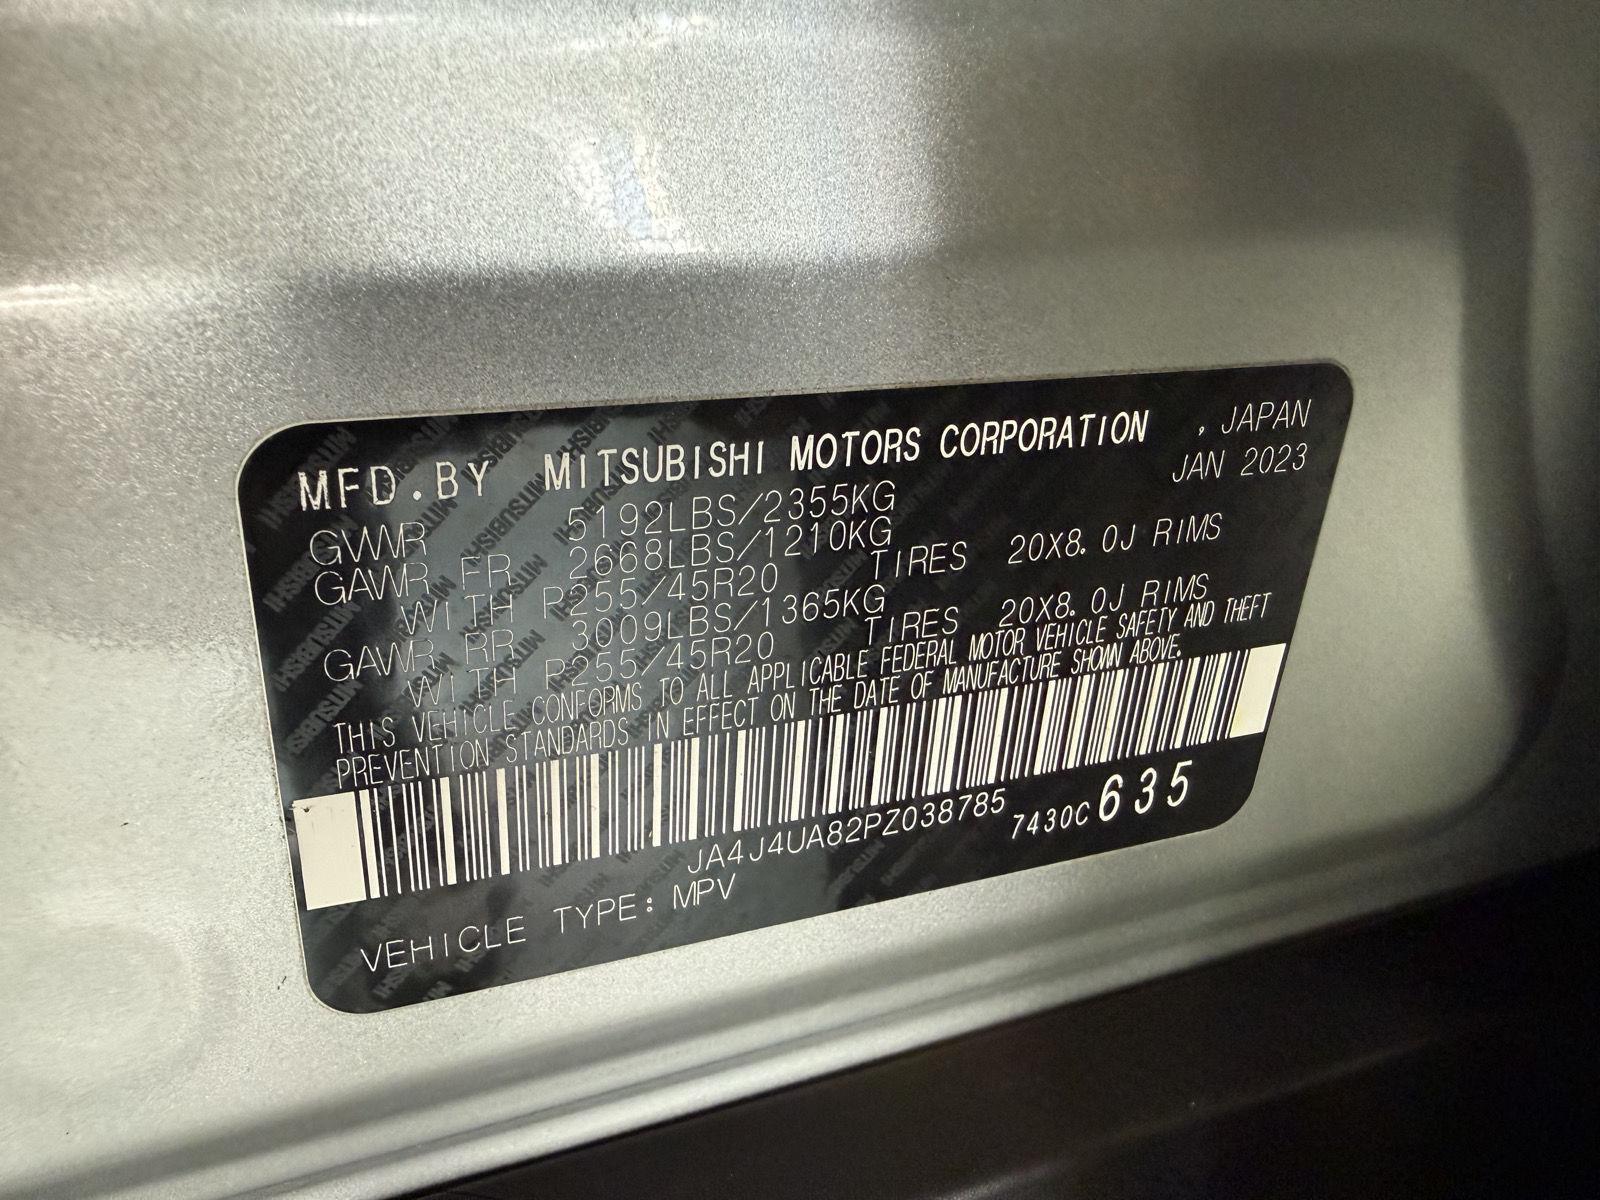 MFD.BY MITSUBISHI MOTORS CORPORATION , JAPAN
JAN 2023
GVWR 5192LBS/2355KG
GAWR FR 2668LBS/1210KG
WITH P255/45R20 TIRES 20X8.0J RIMS
GAWR RR 3009LBS/1365KG
WITH P255/45R20 TIRES 20X8.0J RIMS
THIS VEHICLE CONFORMS TO ALL APPLICABLE FEDERAL MOTOR VEHICLE SAFETY AND THEFT
PREVENTION STANDARDS IN EFFECT ON THE DATE OF MANUFACTURE SHOWN ABOVE.
JA4J4UA82PZ038785 7430C635
VEHICLE TYPE: MPV